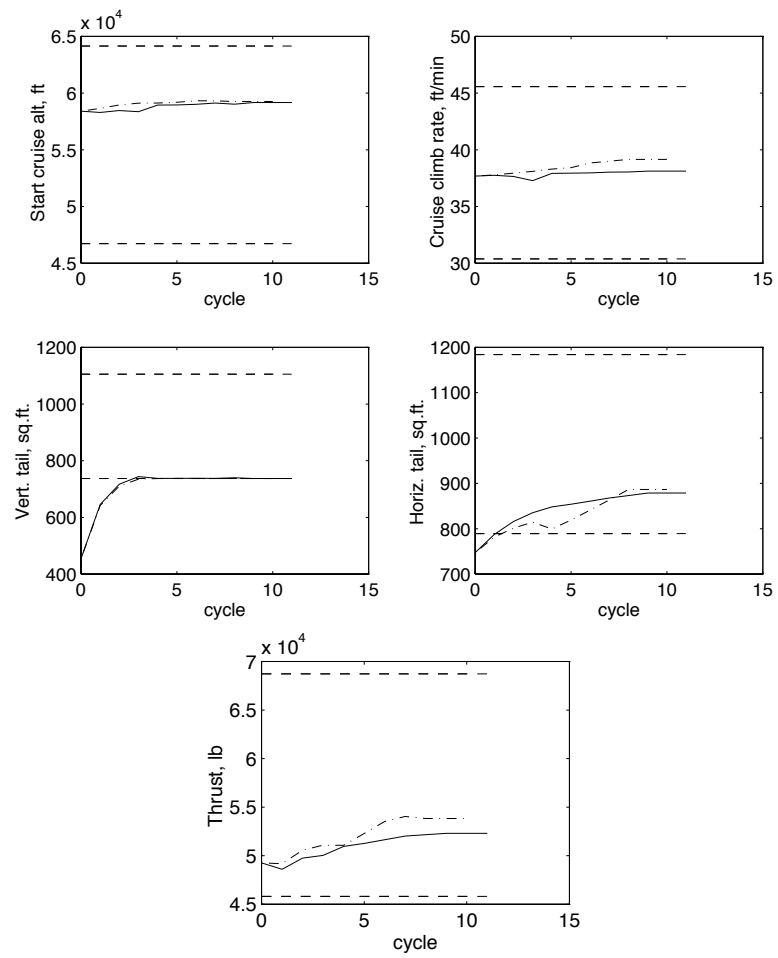 x 10⁴
6.5
6
5.5
5
4.5
0 5 10 15
Start cruise alt, ft
cycle
50
45
40
35
30
0 5 10 15
Cruise climb rate, ft/min
cycle
1200
1000
800
600
400
0 5 10 15
Vert. tail, sq.ft.
cycle
1200
1100
1000
900
800
700
0 5 10 15
Horiz. tail, sq.ft.
cycle
x 10⁴
7
6.5
6
5.5
5
4.5
0 5 10 15
Thrust, lb
cycle